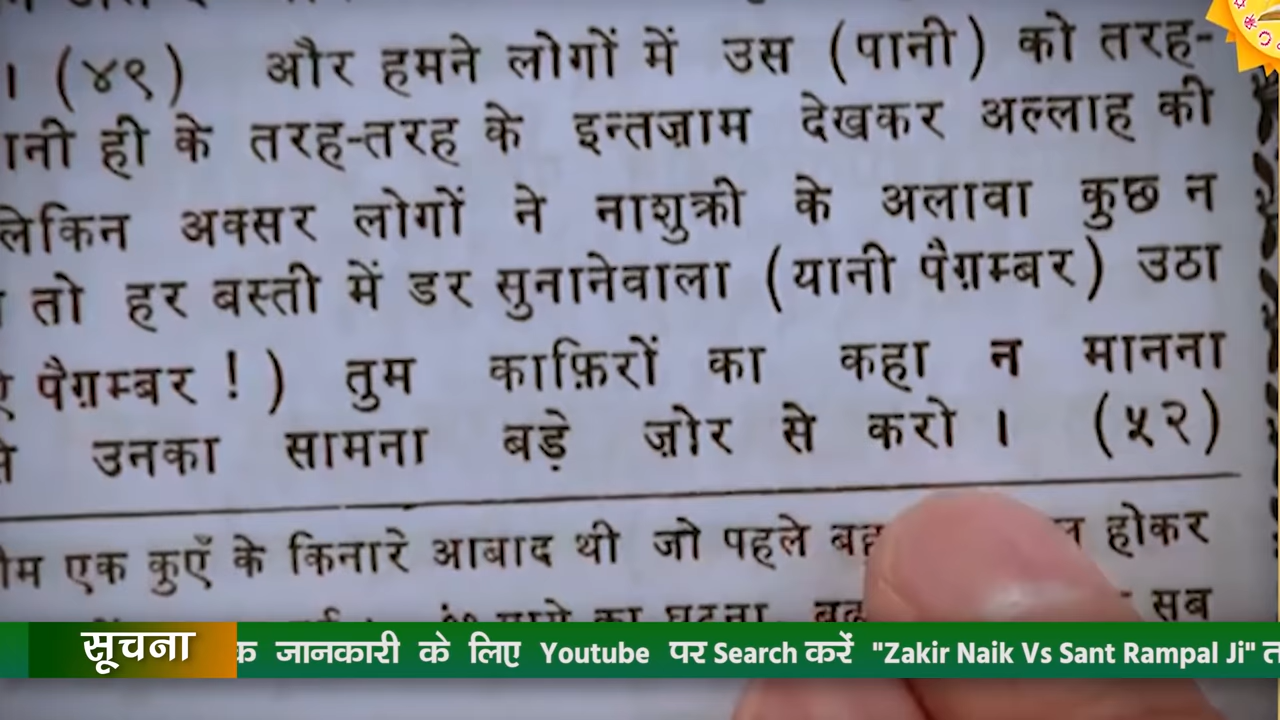 । (४९) और हमने लोगों में उस (पानी) को तरह-
ही के तरह-तरह के इन्तज़ाम देखकर अल्लाह की
लेकिन अक्सर लोगों ने नाशुक्री के अलावा कुछ न
तो हर बस्ती में डर सुनानेवाला (यानी पैग़म्बर) उठा
पैग़म्बर ! ) तुम काफ़िरों का कहा न मानना
उनका सामना बड़े ज़ोर से करो । (५२)
एक कुएँ के किनारे आबाद थी जो पहले होकर
सब
सूचना
जानकारी के लिए Youtube पर Search करें "Zakir Naik Vs Sant Rampal Ji"